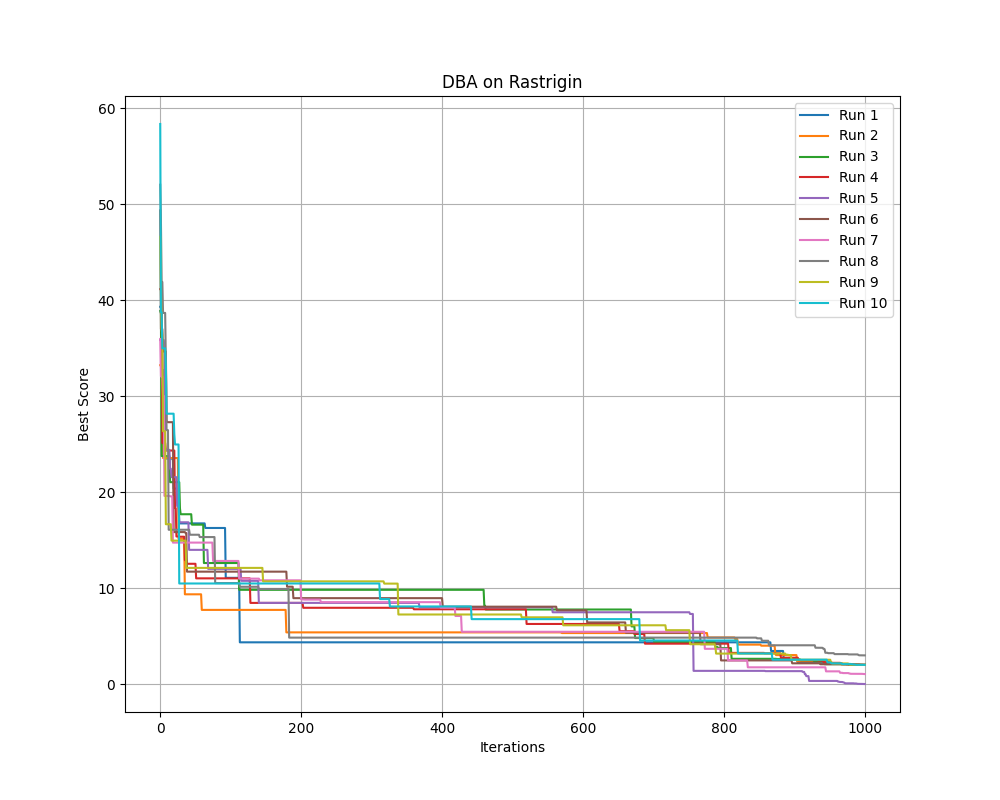 DBA on Rastrigin
Best Score
60
50
40
30
20
10
0
0 200 400 600 800 1000
Iterations
Run 1
Run 2
Run 3
Run 4
Run 5
Run 6
Run 7
Run 8
Run 9
Run 10